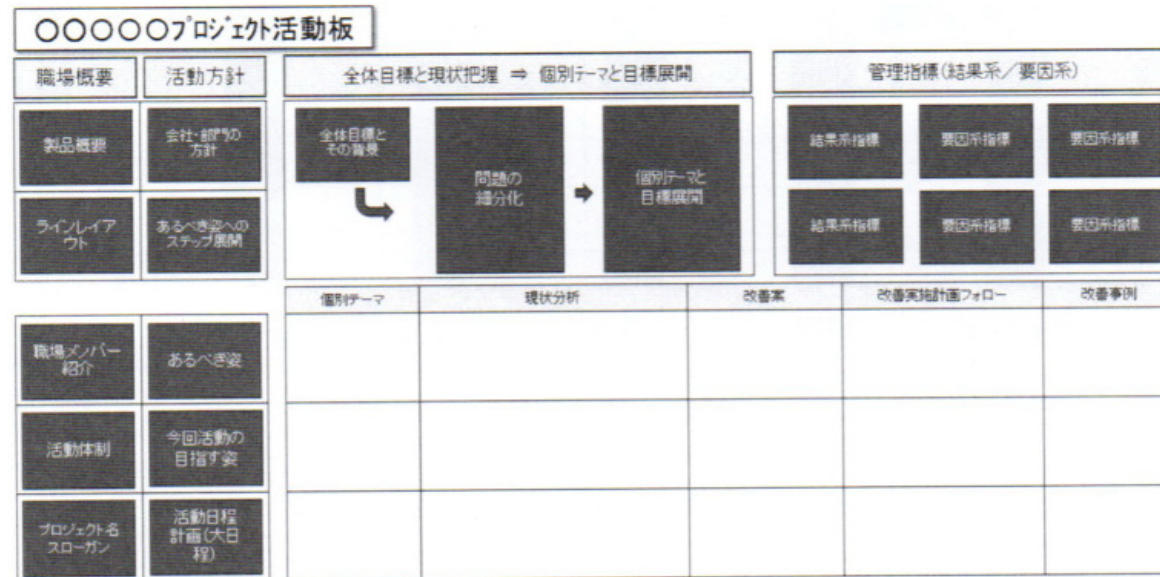 ○○○○○プロジェクト活動板
職場概要
活動方針
全体目標と現状把握 ⇒ 個別テーマと目標展開
管理指標(結果系／要因系)
製品概要
会社・部門の
方針
ラインレイア
ウト
あるべき姿への
ステップ展開
全体目標と
その背景
問題の
細分化
個別テーマと
目標展開
結果系指標
要因系指標
要因系指標
結果系指標
要因系指標
要因系指標
個別テーマ
現状分析
改善案
改善実施計画フォロー
改善事例
職場メンバー
紹介
あるべき姿
活動体制
今回活動の
目指す姿
プロジェクト名
スローガン
活動日程
計画(大日
程)